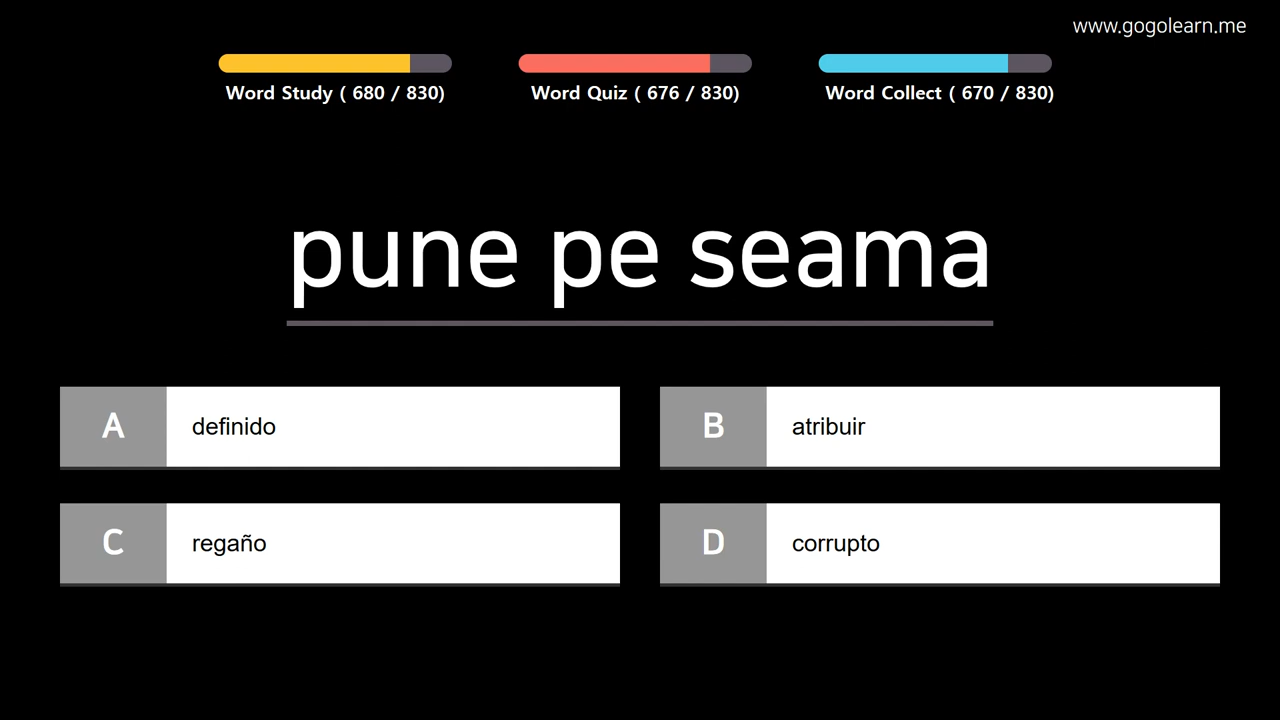 www.gogolearn.me
Word Study ( 680 / 830)
Word Quiz ( 676 / 830)
Word Collect ( 670 / 830)
pune pe seama
A definido
B atribuir
C regaño
D corrupto